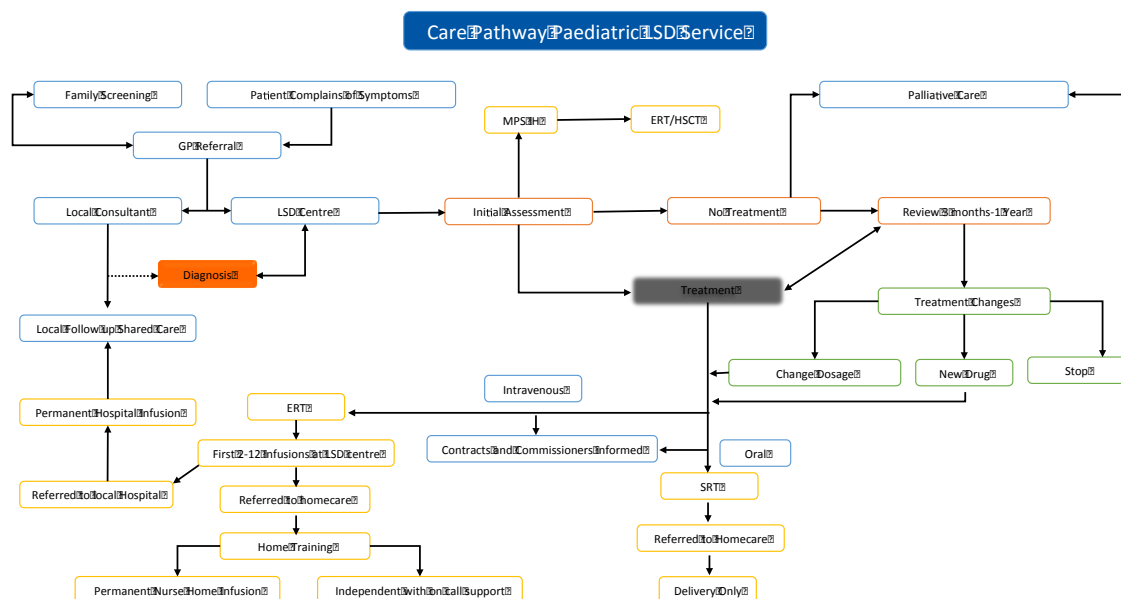 Care Pathway Paediatric LSD Service
Family Screening
Patient Complains of Symptoms
Palliative Care
MPS IH
ERT/HSCT
GP Referral
Local Consultant
LSD Centre
Initial Assessment
No Treatment
Review 3 months-1 Year
Diagnosis
Treatment
Treatment Changes
Local Follow up Shared Care
Change Dosage
New Drug
Stop
Intravenous
Permanent Hospital Infusion
ERT
Contracts and Commissioners Informed
Oral
First 2-12 Infusions at LSD centre
Referred to local Hospital
Referred to homecare
SRT
Home Training
Referred to Homecare
Permanent Nurse Home Infusion
Independent with on call support
Delivery Only